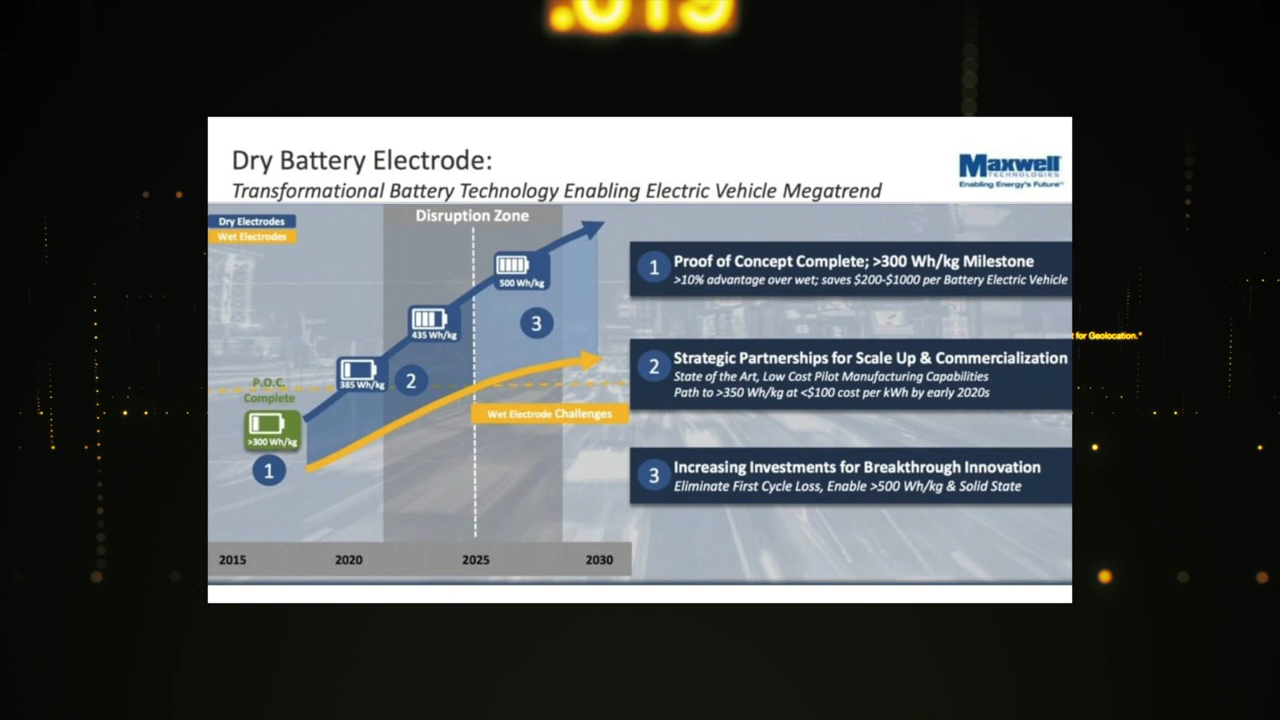 .019
Dry Battery Electrode:
Transformational Battery Technology Enabling Electric Vehicle Megatrend
Maxwell
TECHNOLOGIES
Enabling Energy's Future™
Dry Electrodes
Wet Electrodes
Disruption Zone
500 Wh/kg
3
435 Wh/kg
385 Wh/kg
2
P.O.C.
Complete
>300 Wh/kg
1
Wet Electrode Challenges
2015
2020
2025
2030
1
Proof of Concept Complete; >300 Wh/kg Milestone
>10% advantage over wet; saves $200-$1000 per Battery Electric Vehicle
t for Geolocation.*
2
Strategic Partnerships for Scale Up & Commercialization
State of the Art, Low Cost Pilot Manufacturing Capabilities
Path to >350 Wh/kg at <$100 cost per kWh by early 2020s
3
Increasing Investments for Breakthrough Innovation
Eliminate First Cycle Loss, Enable >500 Wh/kg & Solid State